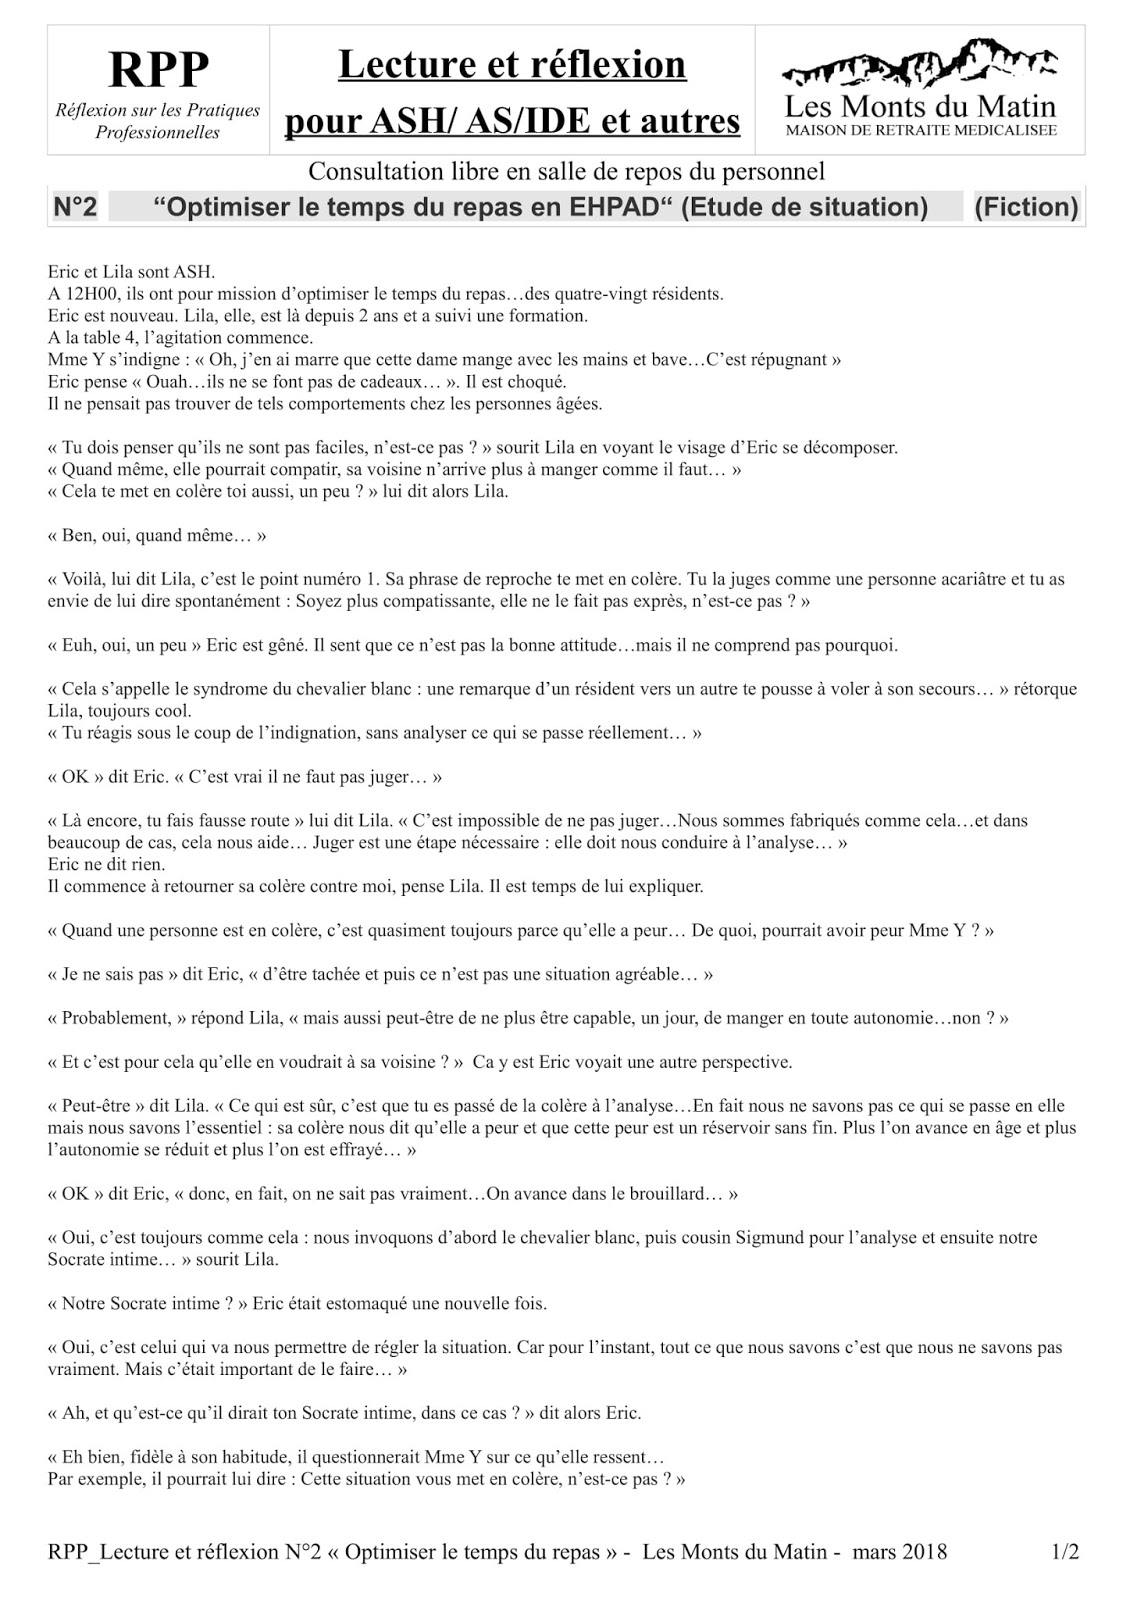 RPP
Réflexion sur les Pratiques
Professionnelles
Lecture et réflexion
pour ASH/ AS/IDE et autres
Les Monts du Matin
MAISON DE RETRAITE MEDICALISEE
Consultation libre en salle de repos du personnel
N°2 “Optimiser le temps du repas en EHPAD“ (Etude de situation) (Fiction)
Eric et Lila sont ASH.
A 12H00, ils ont pour mission d’optimiser le temps du repas…des quatre-vingt résidents.
Eric est nouveau. Lila, elle, est là depuis 2 ans et a suivi une formation.
A la table 4, l’agitation commence.
Mme Y s’indigne : « Oh, j’en ai marre que cette dame mange avec les mains et bave…C’est répugnant »
Eric pense « Ouah…ils ne se font pas de cadeaux… ». Il est choqué.
Il ne pensait pas trouver de tels comportements chez les personnes âgées.
« Tu dois penser qu’ils ne sont pas faciles, n’est-ce pas ? » sourit Lila en voyant le visage d’Eric se décomposer.
« Quand même, elle pourrait compatir, sa voisine n’arrive plus à manger comme il faut… »
« Cela te met en colère toi aussi, un peu ? » lui dit alors Lila.
« Ben, oui, quand même… »
« Voilà, lui dit Lila, c’est le point numéro 1. Sa phrase de reproche te met en colère. Tu la juges comme une personne acariâtre et tu as
envie de lui dire spontanément : Soyez plus compatissante, elle ne le fait pas exprès, n’est-ce pas ? »
« Euh, oui, un peu » Eric est gêné. Il sent que ce n’est pas la bonne attitude…mais il ne comprend pas pourquoi.
« Cela s’appelle le syndrome du chevalier blanc : une remarque d’un résident vers un autre te pousse à voler à son secours… » rétorque
Lila, toujours cool.
« Tu réagis sous le coup de l’indignation, sans analyser ce qui se passe réellement… »
« OK » dit Eric. « C’est vrai il ne faut pas juger… »
« Là encore, tu fais fausse route » lui dit Lila. « C’est impossible de ne pas juger…Nous sommes fabriqués comme cela…et dans
beaucoup de cas, cela nous aide… Juger est une étape nécessaire : elle doit nous conduire à l’analyse… »
Eric ne dit rien.
Il commence à retourner sa colère contre moi, pense Lila. Il est temps de lui expliquer.
« Quand une personne est en colère, c’est quasiment toujours parce qu’elle a peur… De quoi, pourrait avoir peur Mme Y ? »
« Je ne sais pas » dit Eric, « d’être tachée et puis ce n’est pas une situation agréable… »
« Probablement, » répond Lila, « mais aussi peut-être de ne plus être capable, un jour, de manger en toute autonomie…non ? »
« Et c’est pour cela qu’elle en voudrait à sa voisine ? » Ca y est Eric voyait une autre perspective.
« Peut-être » dit Lila. « Ce qui est sûr, c’est que tu es passé de la colère à l’analyse…En fait nous ne savons pas ce qui se passe en elle
mais nous savons l’essentiel : sa colère nous dit qu’elle a peur et que cette peur est un réservoir sans fin. Plus l’on avance en âge et plus
l’autonomie se réduit et plus l’on est effrayé… »
« OK » dit Eric, « donc, en fait, on ne sait pas vraiment…On avance dans le brouillard… »
« Oui, c’est toujours comme cela : nous invoquons d’abord le chevalier blanc, puis cousin Sigmund pour l’analyse et ensuite notre
Socrate intime… » sourit Lila.
« Notre Socrate intime ? » Eric était estomaqué une nouvelle fois.
« Oui, c’est celui qui va nous permettre de régler la situation. Car pour l’instant, tout ce que nous savons c’est que nous ne savons pas
vraiment. Mais c’était important de le faire… »
« Ah, et qu’est-ce qu’il dirait ton Socrate intime, dans ce cas ? » dit alors Eric.
« Eh bien, fidèle à son habitude, il questionnerait Mme Y sur ce qu’elle ressent…
Par exemple, il pourrait lui dire : Cette situation vous met en colère, n’est-ce pas ? »
RPP_Lecture et réflexion N°2 « Optimiser le temps du repas » - Les Monts du Matin - mars 2018 1/2